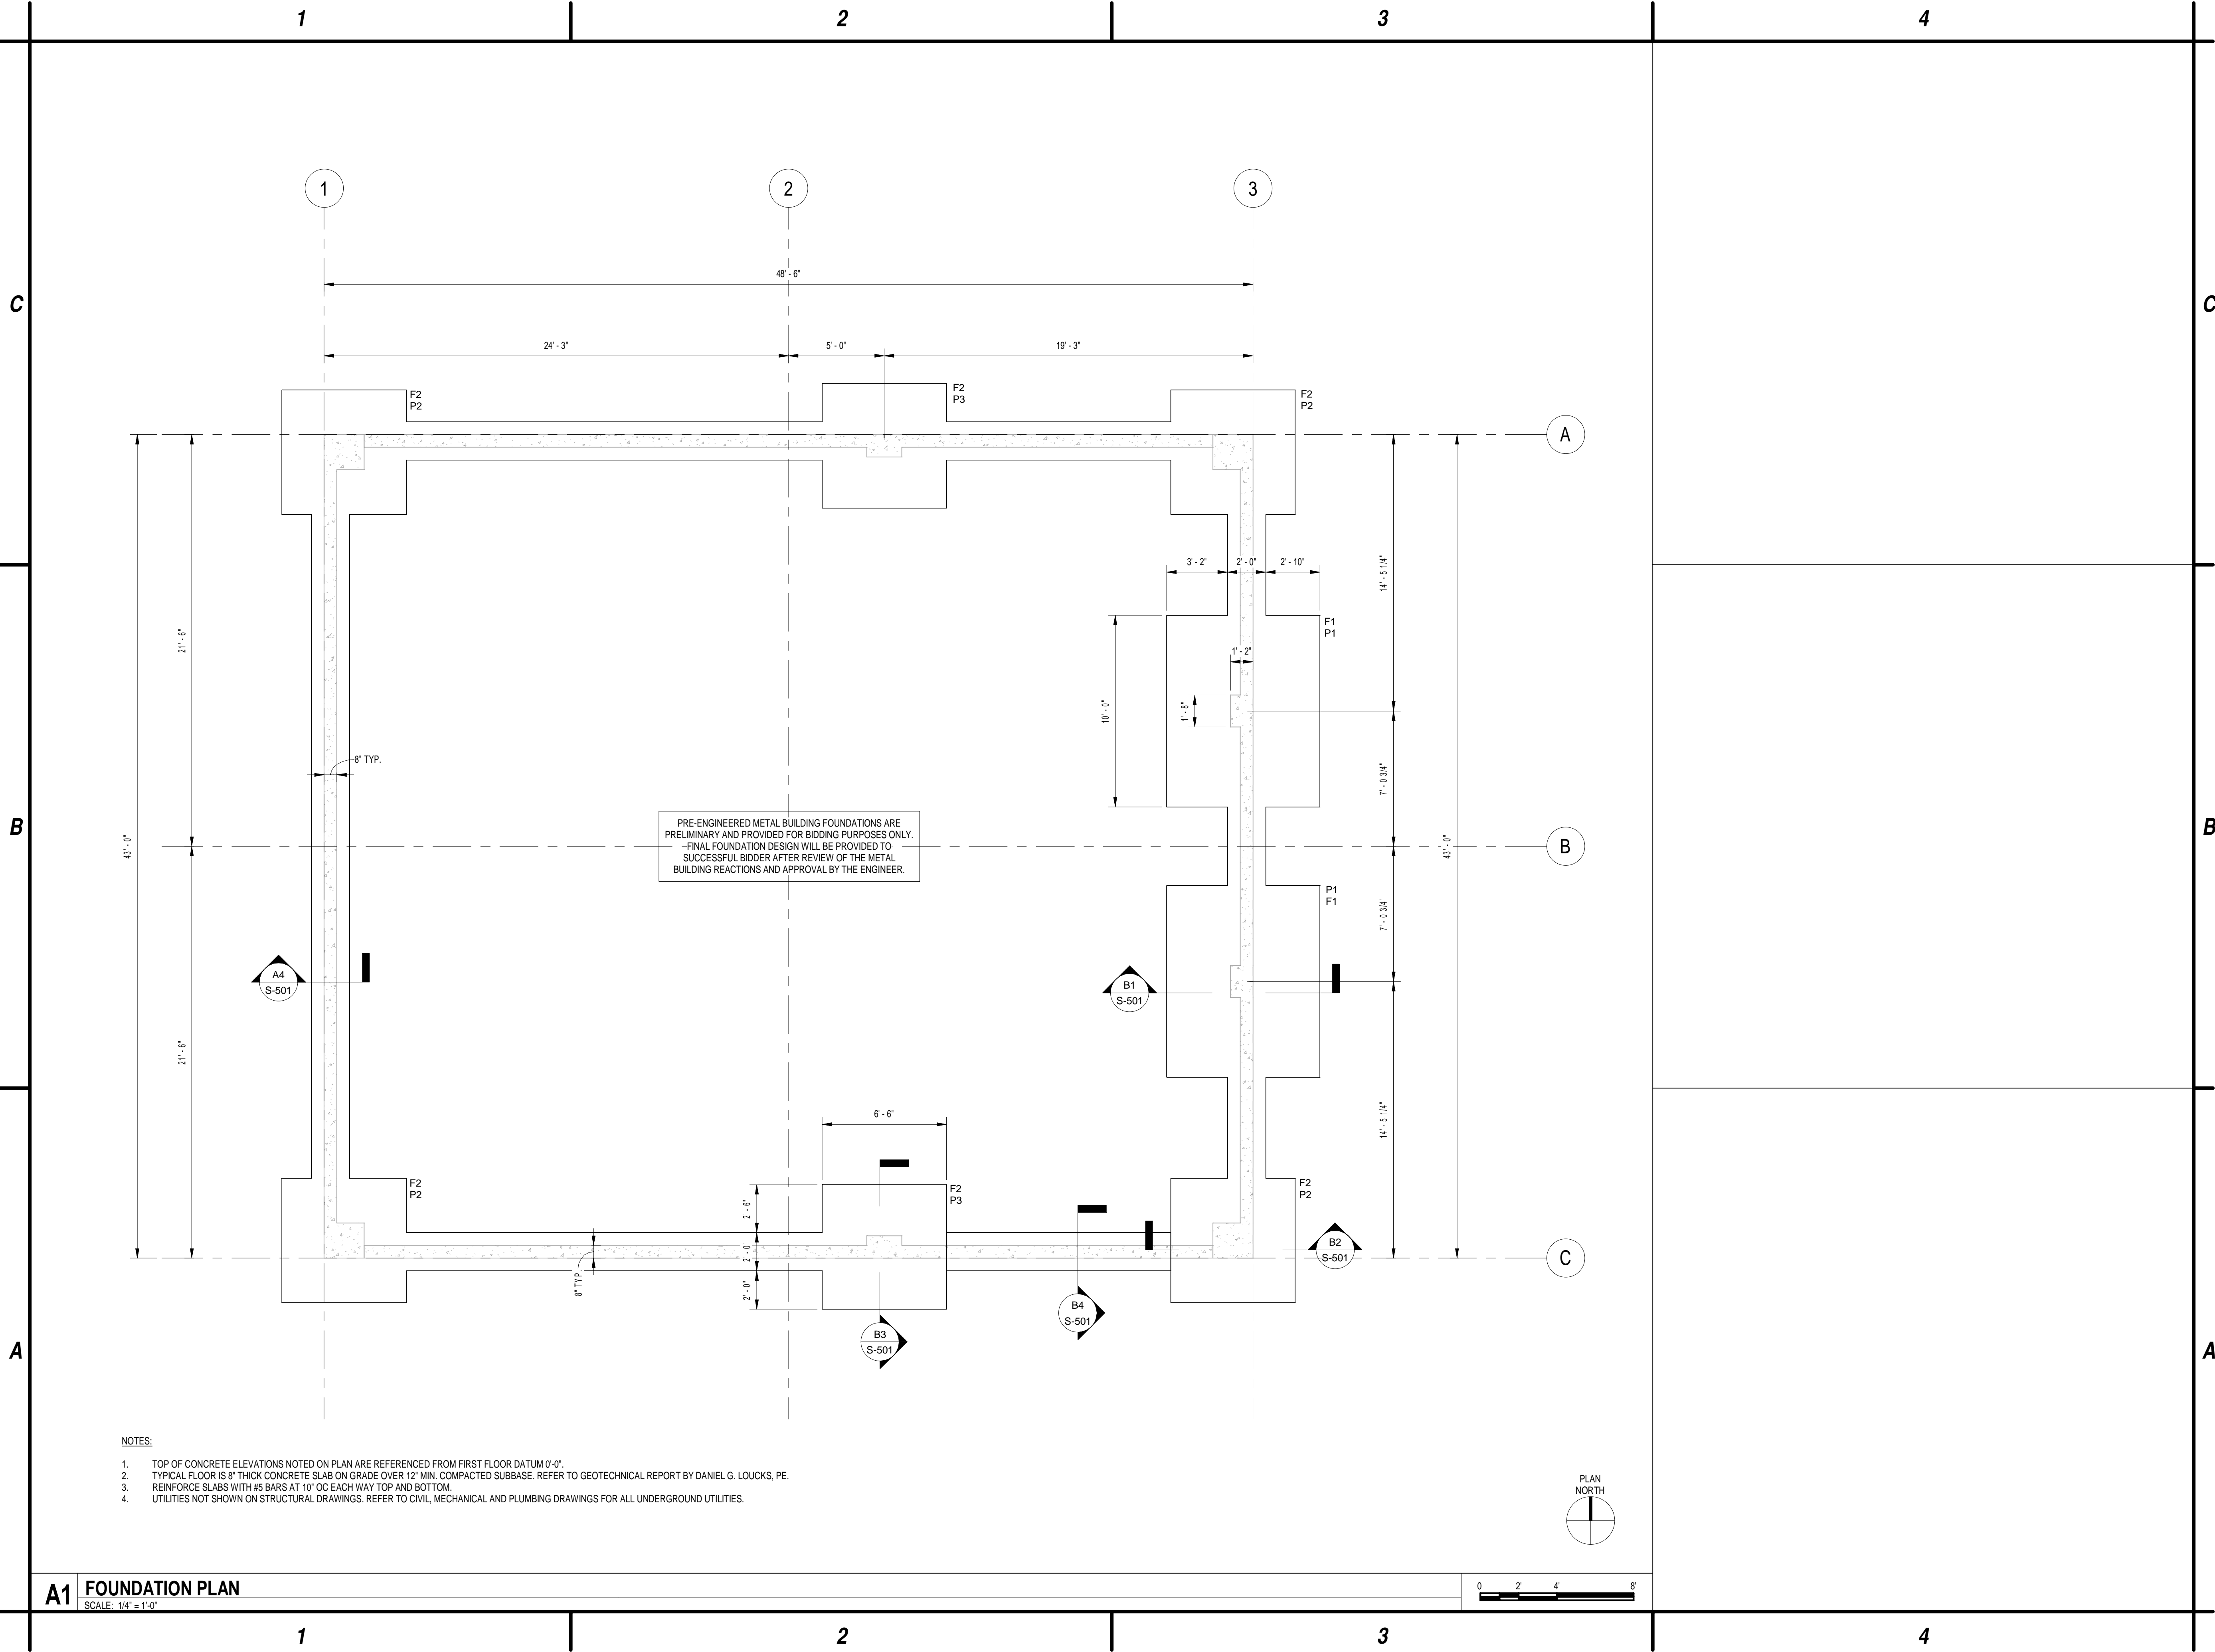 1 2 3 4
1 2 3
48' - 6"
C C
24' - 3" 5' - 0" 19' - 3"
F2
P2
F2
P3
F2
P2
A
3' - 2" 2' - 0" 2' - 10"
14' - 5 1/4"
21' - 6"
F1
P1
1' - 2"
10' - 0"
1' - 8"
8" TYP.
7' - 0 3/4"
B B
43' - 0"
PRE-ENGINEERED METAL BUILDING FOUNDATIONS ARE
PRELIMINARY AND PROVIDED FOR BIDDING PURPOSES ONLY.
FINAL FOUNDATION DESIGN WILL BE PROVIDED TO
SUCCESSFUL BIDDER AFTER REVIEW OF THE METAL
BUILDING REACTIONS AND APPROVAL BY THE ENGINEER.
43' - 0"
B
P1
F1
7' - 0 3/4"
A4
S-501
B1
S-501
21' - 6"
6' - 6"
14' - 5 1/4"
F2
P2
F2
P3
F2
P2
2' - 6"
2' - 0"
2' - 0"
8" TYP.
B2
S-501
C
B4
S-501
B3
S-501
A A
NOTES:
1. TOP OF CONCRETE ELEVATIONS NOTED ON PLAN ARE REFERENCED FROM FIRST FLOOR DATUM 0'-0".
2. TYPICAL FLOOR IS 8" THICK CONCRETE SLAB ON GRADE OVER 12" MIN. COMPACTED SUBBASE. REFER TO GEOTECHNICAL REPORT BY DANIEL G. LOUCKS, PE.
3. REINFORCE SLABS WITH #5 BARS AT 10" OC EACH WAY TOP AND BOTTOM.
4. UTILITIES NOT SHOWN ON STRUCTURAL DRAWINGS. REFER TO CIVIL, MECHANICAL AND PLUMBING DRAWINGS FOR ALL UNDERGROUND UTILITIES.
PLAN
NORTH
A1 FOUNDATION PLAN
SCALE: 1/4" = 1'-0"
0 2' 4' 8'
1 2 3 4